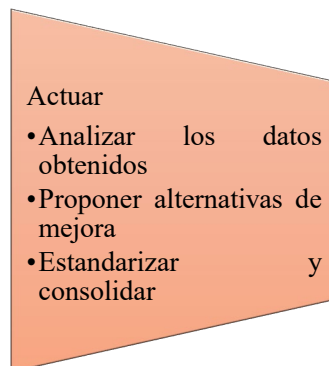 Actuar
•Analizar los datos
obtenidos
•Proponer alternativas de
mejora
•Estandarizar y
consolidar